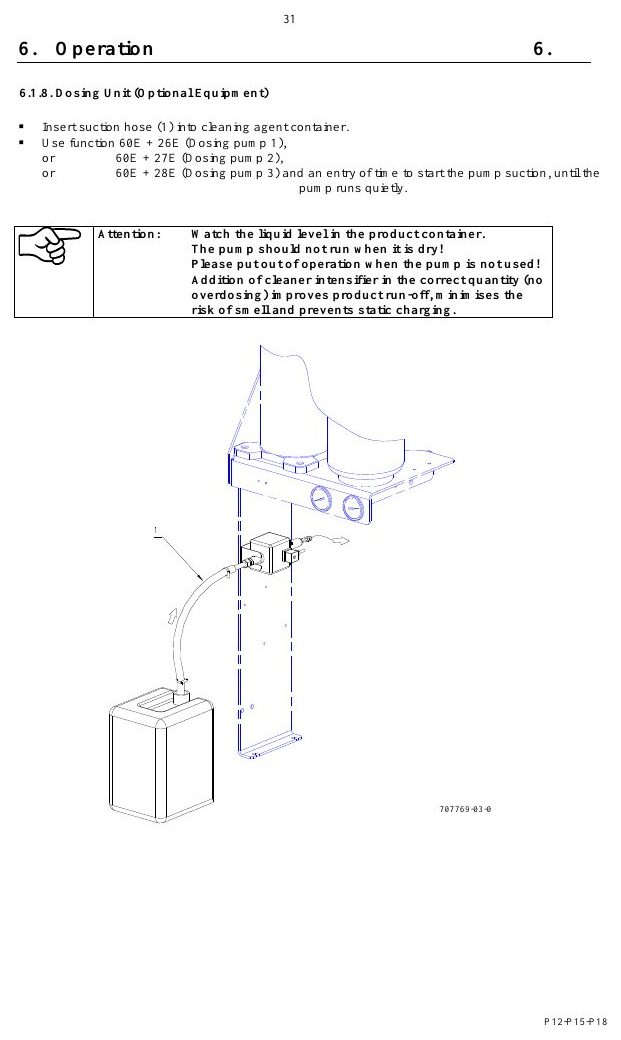 31
6. Operation 6.
6.1.8. Dosing Unit (Optional Equipment)
▪ Insert suction hose (1) into cleaning agent container.
▪ Use function 60E + 26E (Dosing pump 1),
or 60E + 27E (Dosing pump 2),
or 60E + 28E (Dosing pump 3) and an entry of time to start the pump suction, until the
pump runs quietly.
Attention: Watch the liquid level in the product container.
The pump should not run when it is dry!
Please put out of operation when the pump is not used!
Addition of cleaner intensifier in the correct quantity (no
overdosing) improves product run-off, minimises the
risk of smell and prevents static charging.
1
707769-03-0
P12-P15-P18